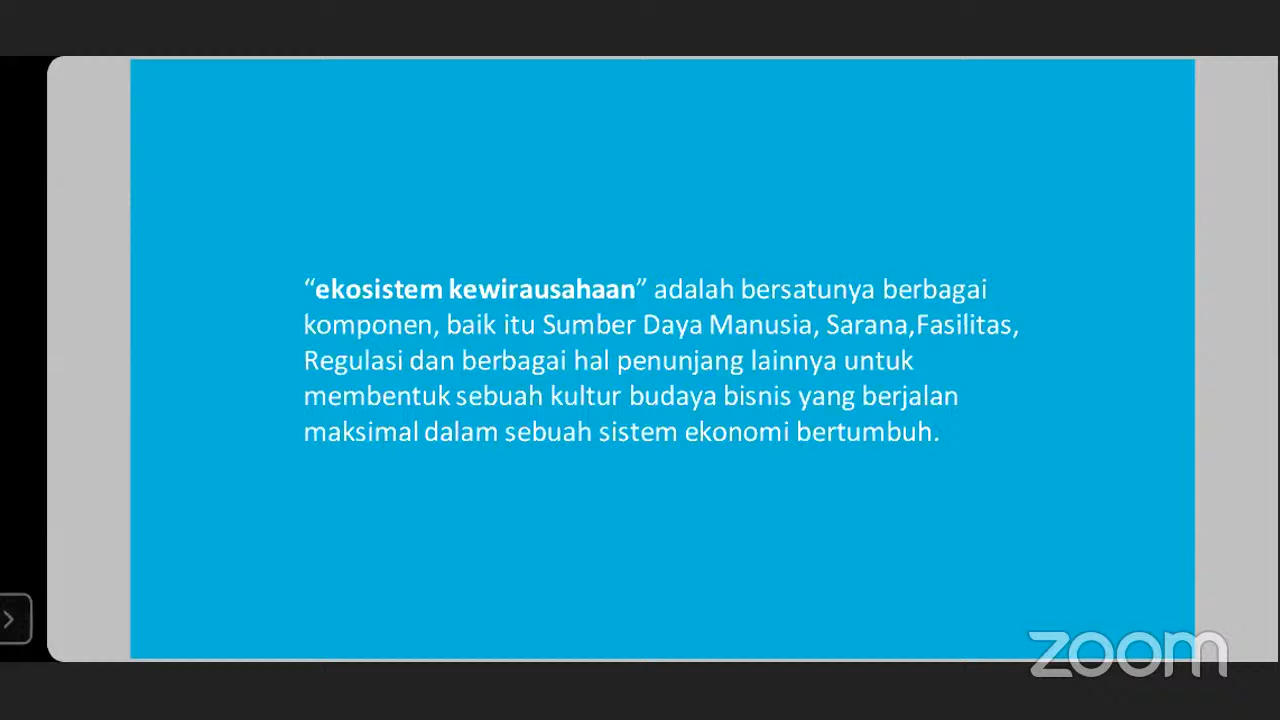 “ekosistem kewirausahaan” adalah bersatunya berbagai
komponen, baik itu Sumber Daya Manusia, Sarana,Fasilitas,
Regulasi dan berbagai hal penunjang lainnya untuk
membentuk sebuah kultur budaya bisnis yang berjalan
maksimal dalam sebuah sistem ekonomi bertumbuh.
zoom